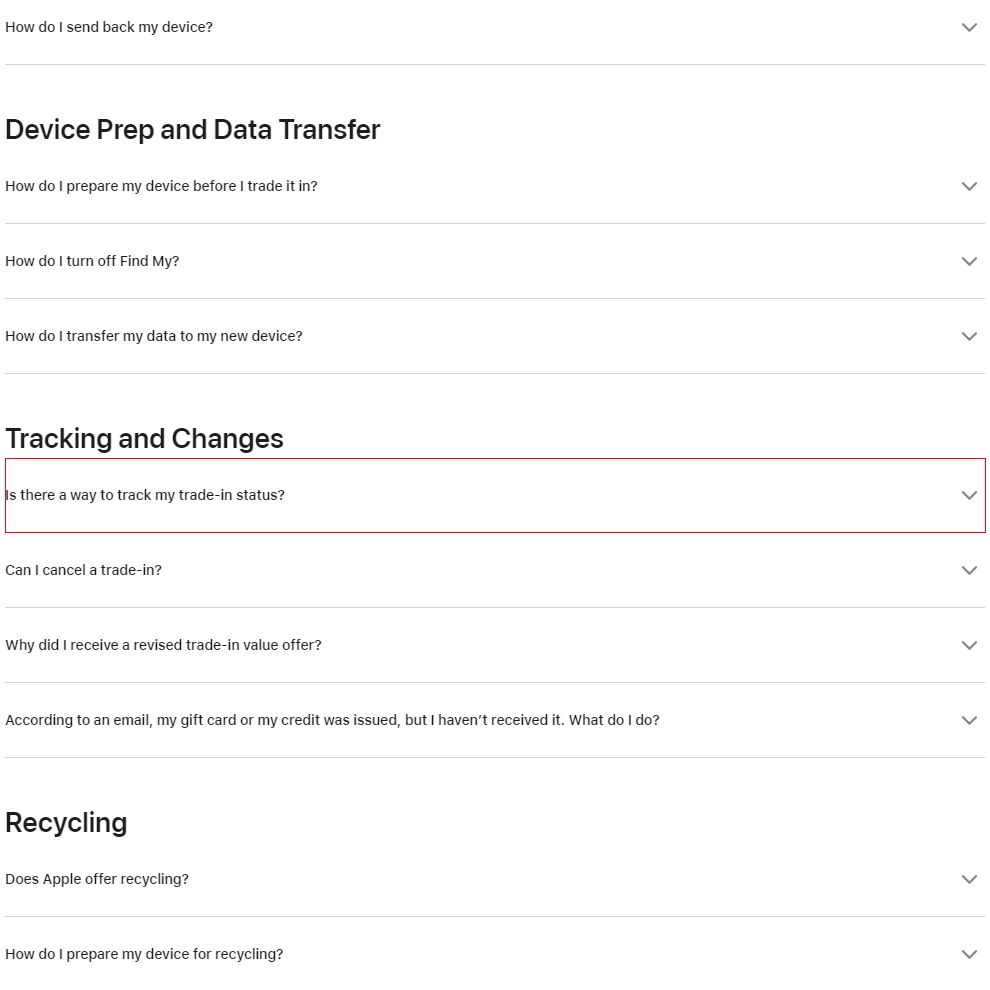 How do I send back my device?
Device Prep and Data Transfer
How do I prepare my device before I trade it in?
How do I turn off Find My?
How do I transfer my data to my new device?
Tracking and Changes
Is there a way to track my trade-in status?
Can I cancel a trade-in?
Why did I receive a revised trade-in value offer?
According to an email, my gift card or my credit was issued, but I haven’t received it. What do I do?
Recycling
Does Apple offer recycling?
How do I prepare my device for recycling?